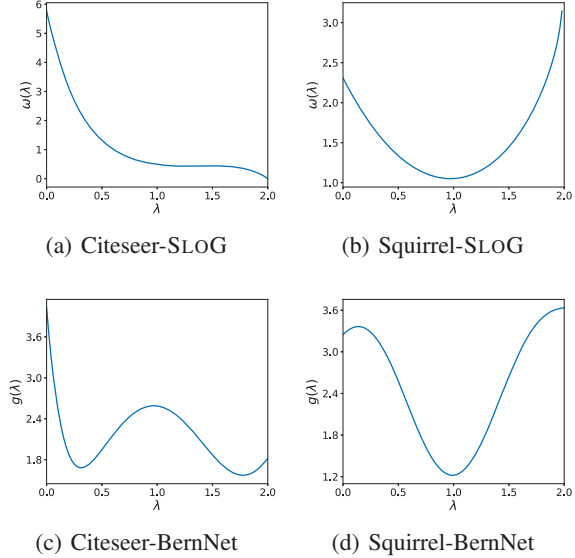 6
5
4
3
2
1
0
ω(λ)
0.0 0.5 1.0 1.5 2.0
λ
(a) Citeseer-SLOG
3.0
2.5
2.0
1.5
1.0
ω(λ)
0.0 0.5 1.0 1.5 2.0
λ
(b) Squirrel-SLOG
3.6
3.0
2.4
1.8
g(λ)
0.0 0.5 1.0 1.5 2.0
λ
(c) Citeseer-BernNet
3.6
3.0
2.4
1.8
1.2
g(λ)
0.0 0.5 1.0 1.5 2.0
λ
(d) Squirrel-BernNet